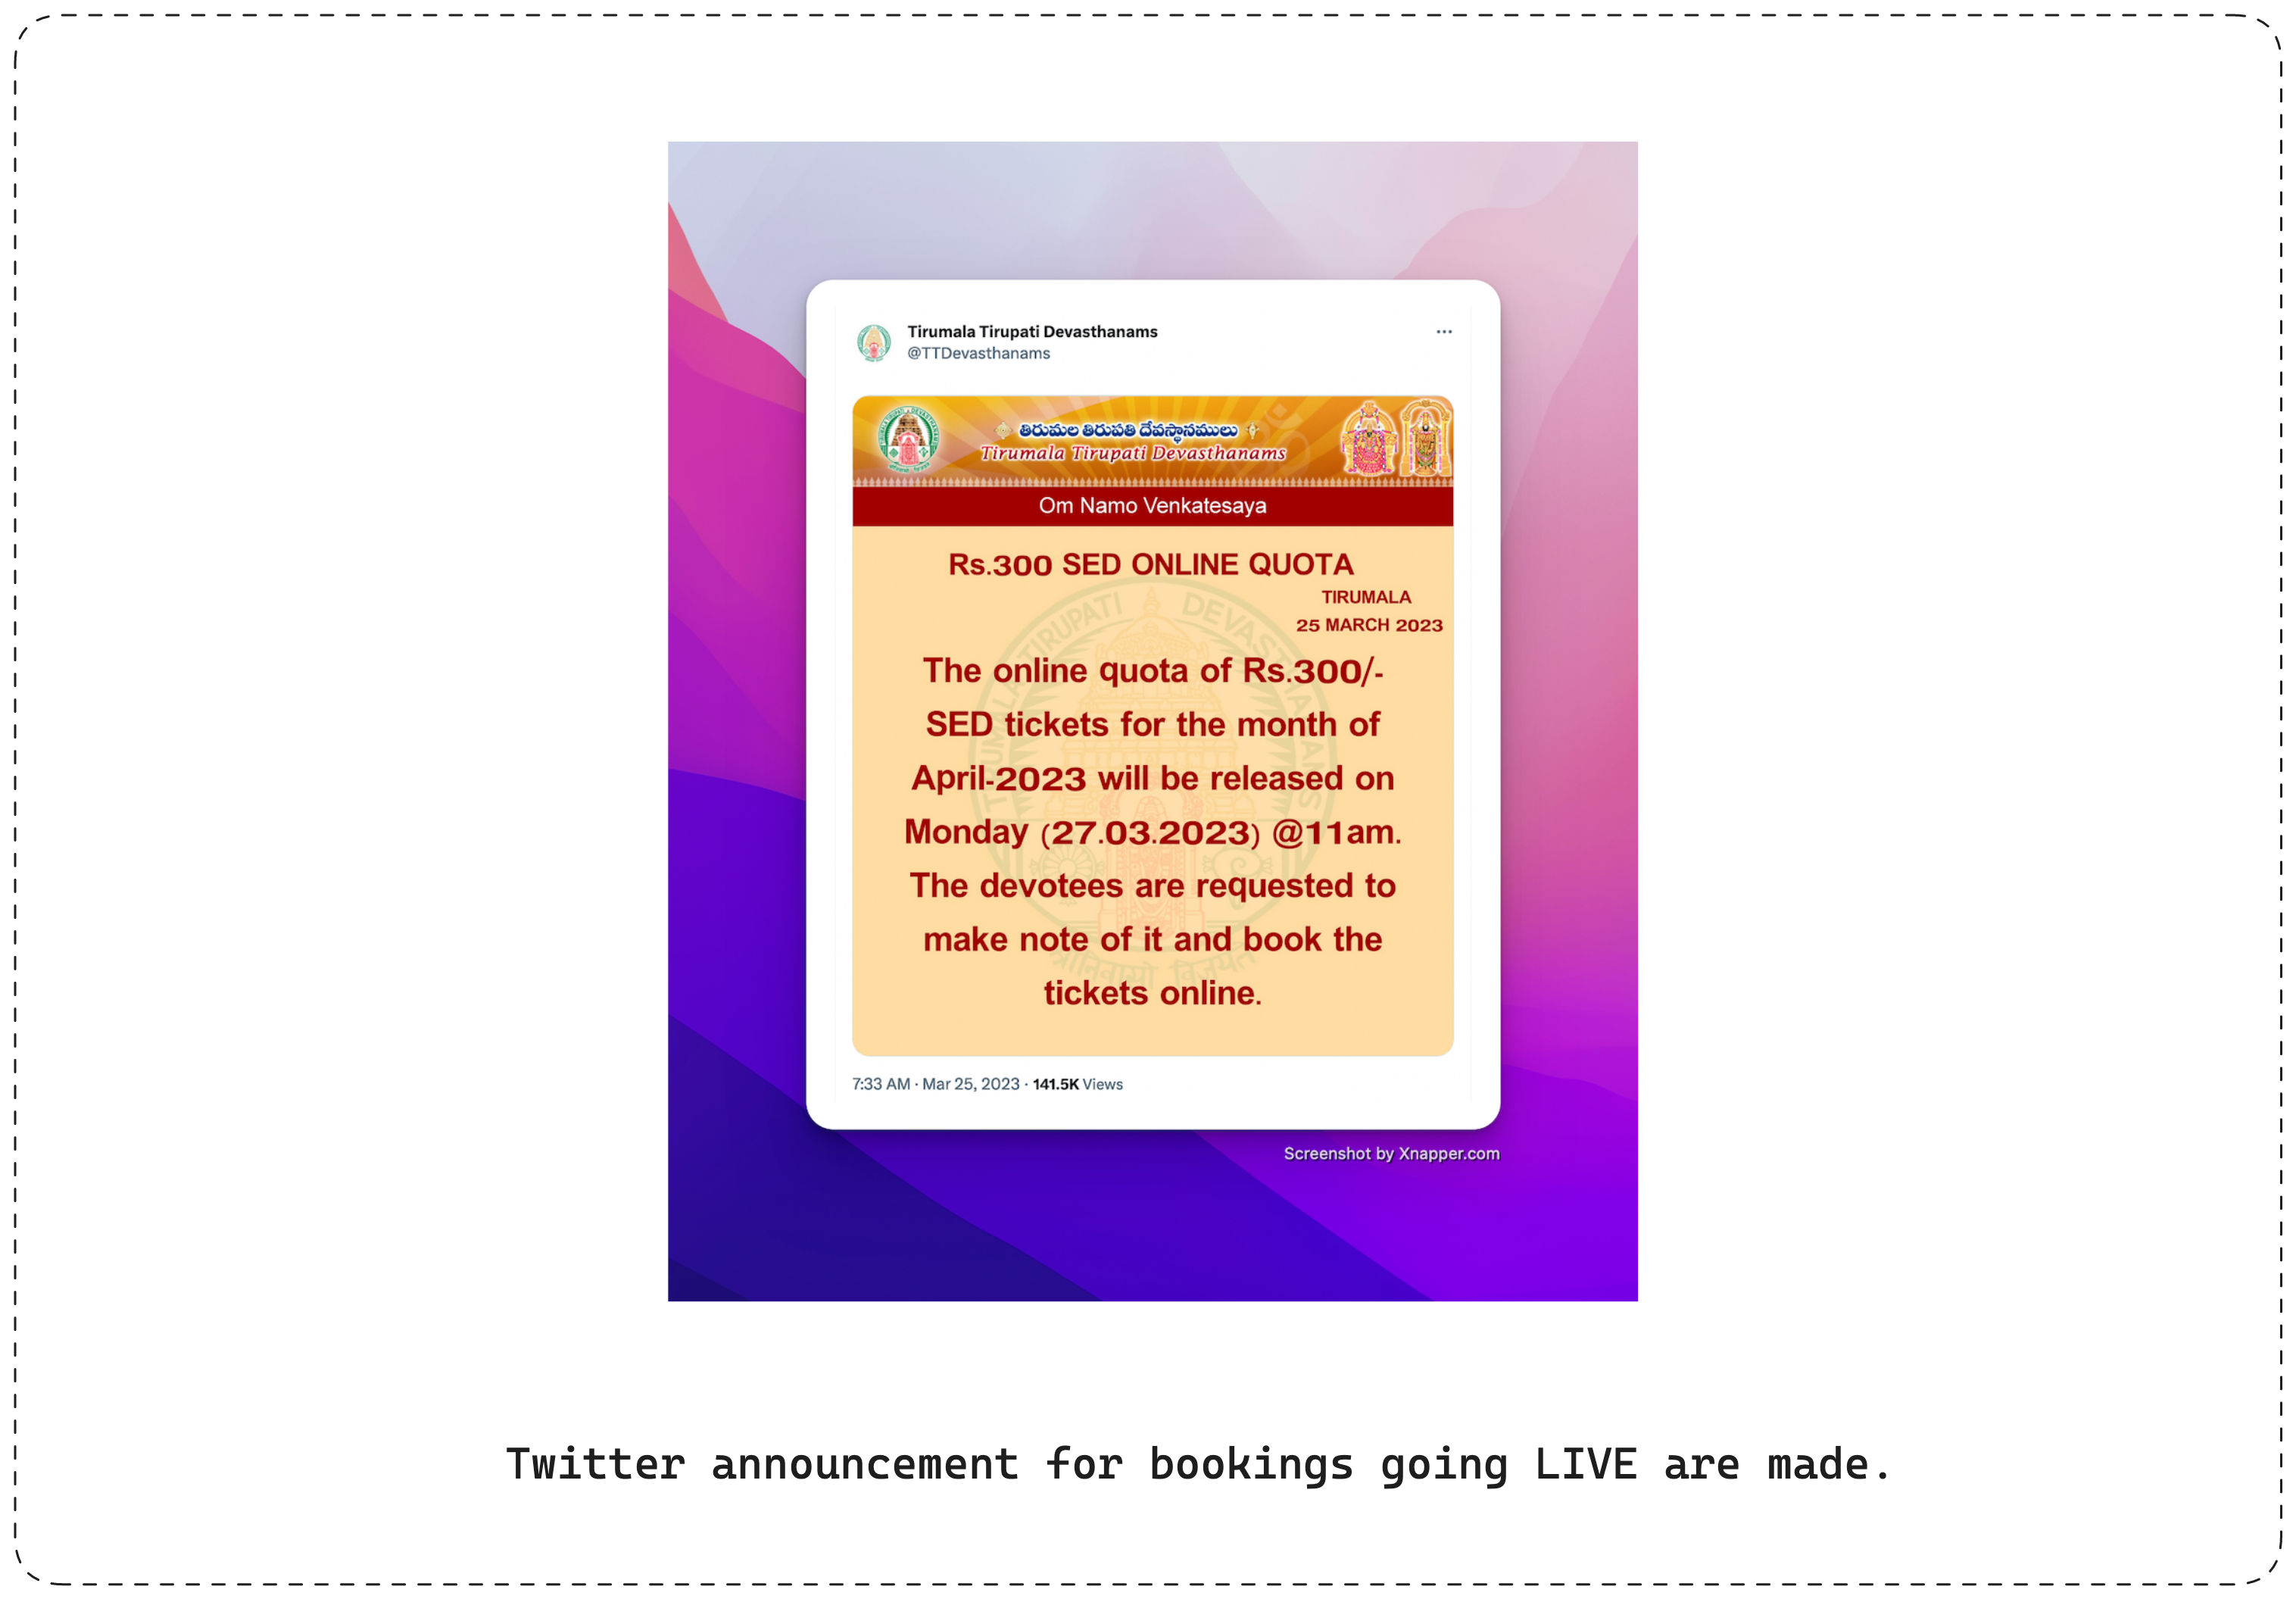 Tirumala Tirupati Devasthanams
@TTDevasthanams
తిరుమల తిరుపతి దేవస్థానములు
Tirumala Tirupati Devasthanams
Om Namo Venkatesaya
Rs.300 SED ONLINE QUOTA
TIRUMALA
25 MARCH 2023
TIRUMALA TIRUPATI DEVASTHANAMS
The online quota of Rs.300/-
SED tickets for the month of
April-2023 will be released on
Monday (27.03.2023) @11am.
The devotees are requested to
make note of it and book the
tickets online.
श्रीनिवासो विजयते
7:33 AM · Mar 25, 2023 · 141.5K Views
Screenshot by Xnapper.com
Twitter announcement for bookings going LIVE are made.